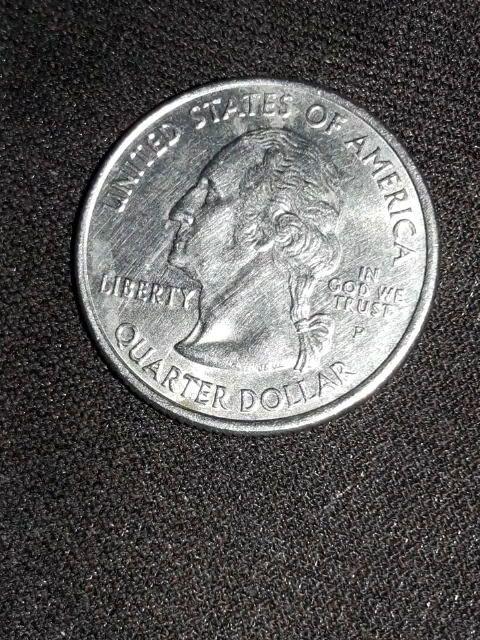 UNITED STATES OF AMERICA
LIBERTY
IN
GOD WE
TRUST
P
QUARTER DOLLAR